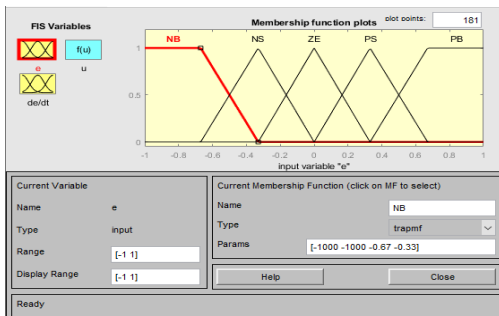 FIS Variables
Membership function plots
plot points:
181
f(u)
e
u
de/dt
NB
NS
ZE
PS
PB
1
0.5
0
-1
-0.8
-0.6
-0.4
-0.2
0
0.2
0.4
0.6
0.8
1
input variable "e"
Current Variable
Name
e
Type
input
Range
[-1 1]
Display Range
[-1 1]
Current Membership Function (click on MF to select)
Name
NB
Type
trapmf
Params
[-1000 -1000 -0.67 -0.33]
Help
Close
Ready